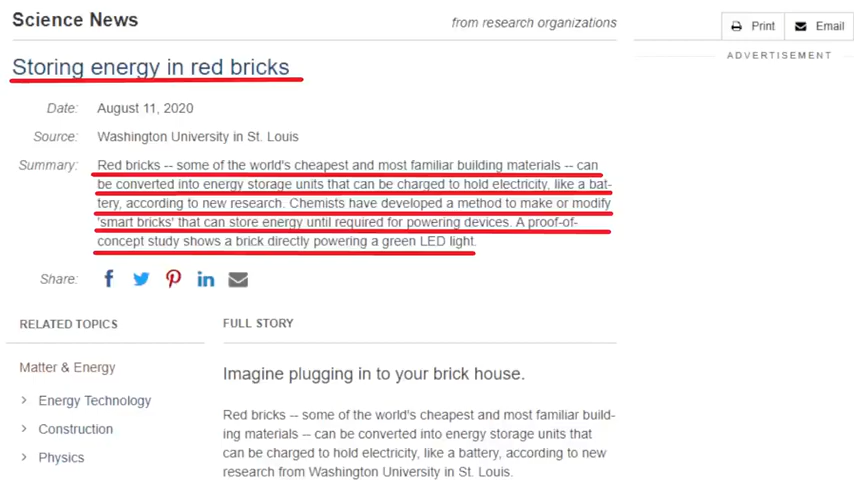 Science News
from research organizations
Print
Email
ADVERTISEMENT
Storing energy in red bricks
Date: August 11, 2020
Source: Washington University in St. Louis
Summary: Red bricks -- some of the world's cheapest and most familiar building materials -- can
be converted into energy storage units that can be charged to hold electricity, like a bat-
tery, according to new research. Chemists have developed a method to make or modify
'smart bricks' that can store energy until required for powering devices. A proof-of-
concept study shows a brick directly powering a green LED light.
Share:
RELATED TOPICS
Matter & Energy
> Energy Technology
> Construction
> Physics
FULL STORY
Imagine plugging in to your brick house.
Red bricks -- some of the world's cheapest and most familiar build-
ing materials -- can be converted into energy storage units that
can be charged to hold electricity, like a battery, according to new
research from Washington University in St. Louis.